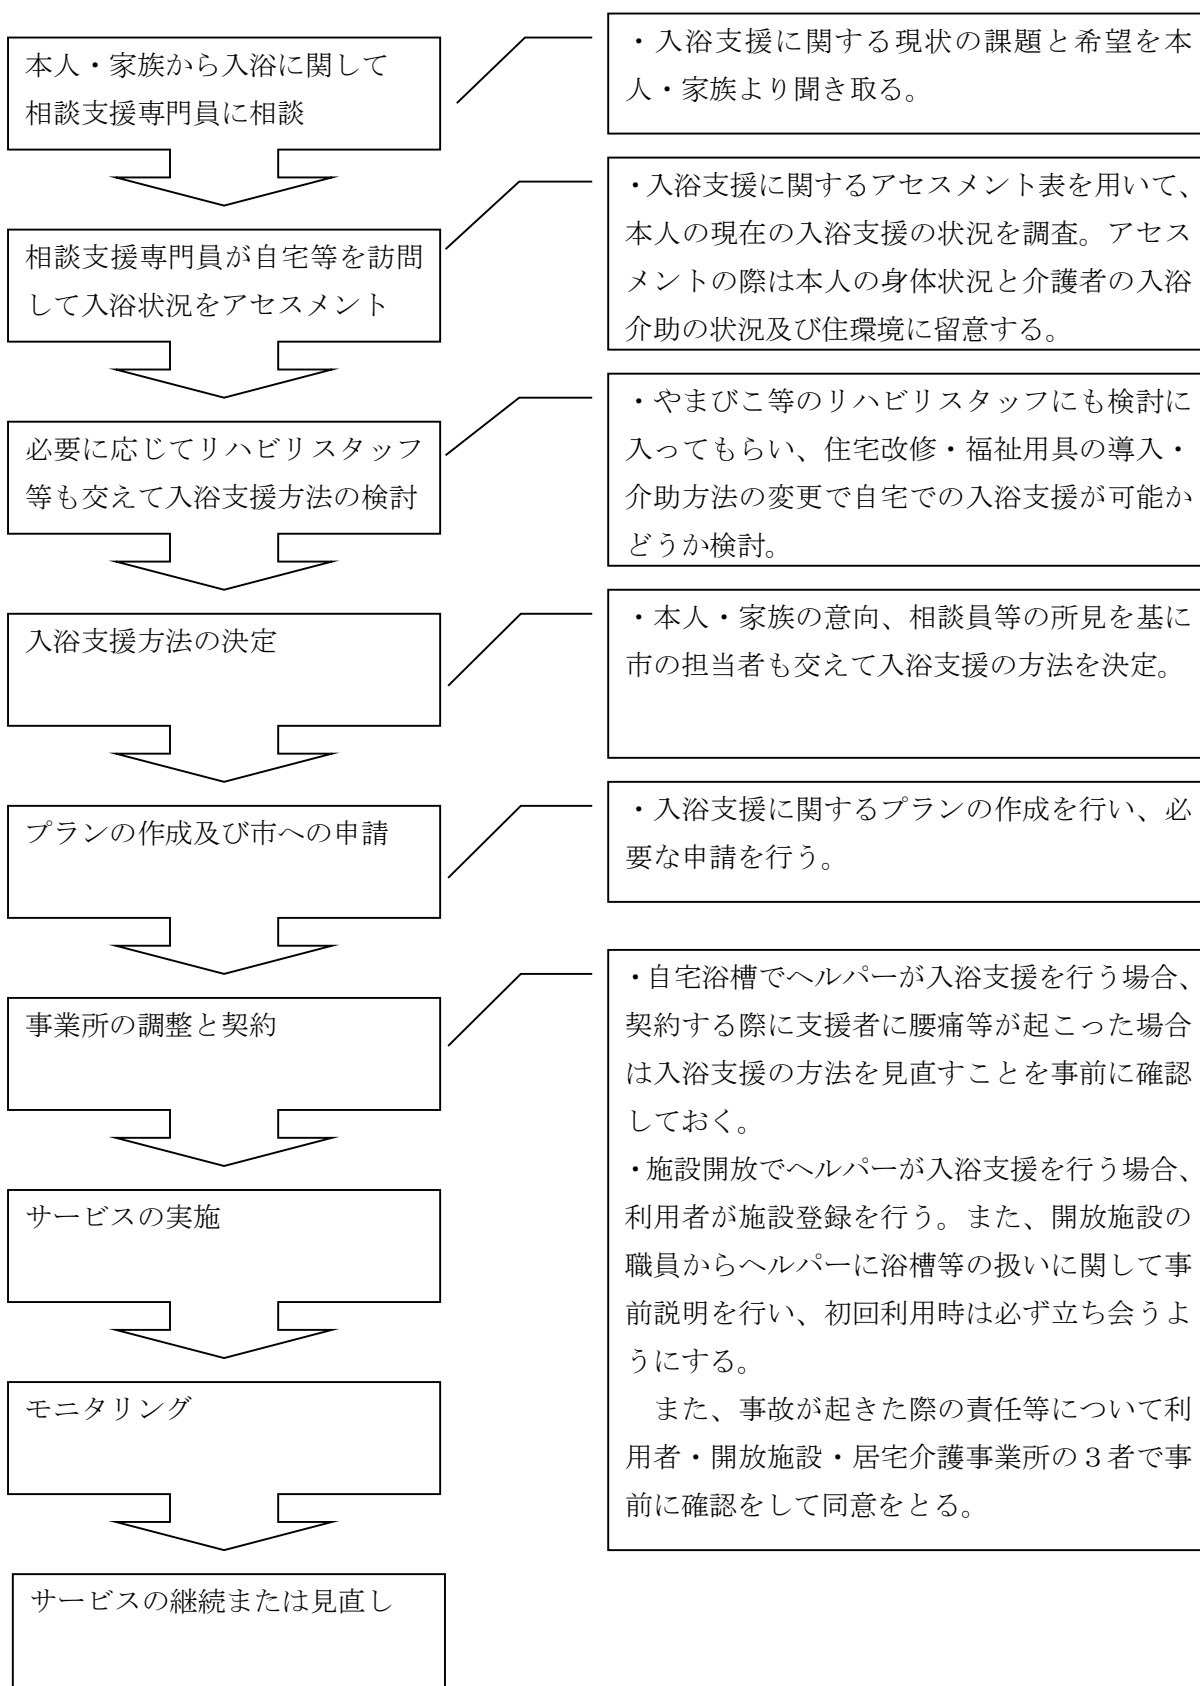 本人・家族から入浴に関して
相談支援専門員に相談
・入浴支援に関する現状の課題と希望を本
人・家族より聞き取る。
相談支援専門員が自宅等を訪問
して入浴状況をアセスメント
・入浴支援に関するアセスメント表を用いて、
本人の現在の入浴支援の状況を調査。アセス
メントの際は本人の身体状況と介護者の入浴
介助の状況及び住環境に留意する。
必要に応じてリハビリスタッフ
等も交えて入浴支援方法の検討
・やまびこ等のリハビリスタッフにも検討に
入ってもらい、住宅改修・福祉用具の導入・
介助方法の変更で自宅での入浴支援が可能か
どうか検討。
入浴支援方法の決定
・本人・家族の意向、相談員等の所見を基に
市の担当者も交えて入浴支援の方法を決定。
プランの作成及び市への申請
・入浴支援に関するプランの作成を行い、必
要な申請を行う。
事業所の調整と契約
・自宅浴槽でヘルパーが入浴支援を行う場合、
契約する際に支援者に腰痛等が起こった場合
は入浴支援の方法を見直すことを事前に確認
しておく。
・施設開放でヘルパーが入浴支援を行う場合、
利用者が施設登録を行う。また、開放施設の
職員からヘルパーに浴槽等の扱いに関して事
前説明を行い、初回利用時は必ず立ち会うよ
うにする。
また、事故が起きた際の責任等について利
用者・開放施設・居宅介護事業所の３者で事
前に確認をして同意をとる。
サービスの実施
モニタリング
サービスの継続または見直し